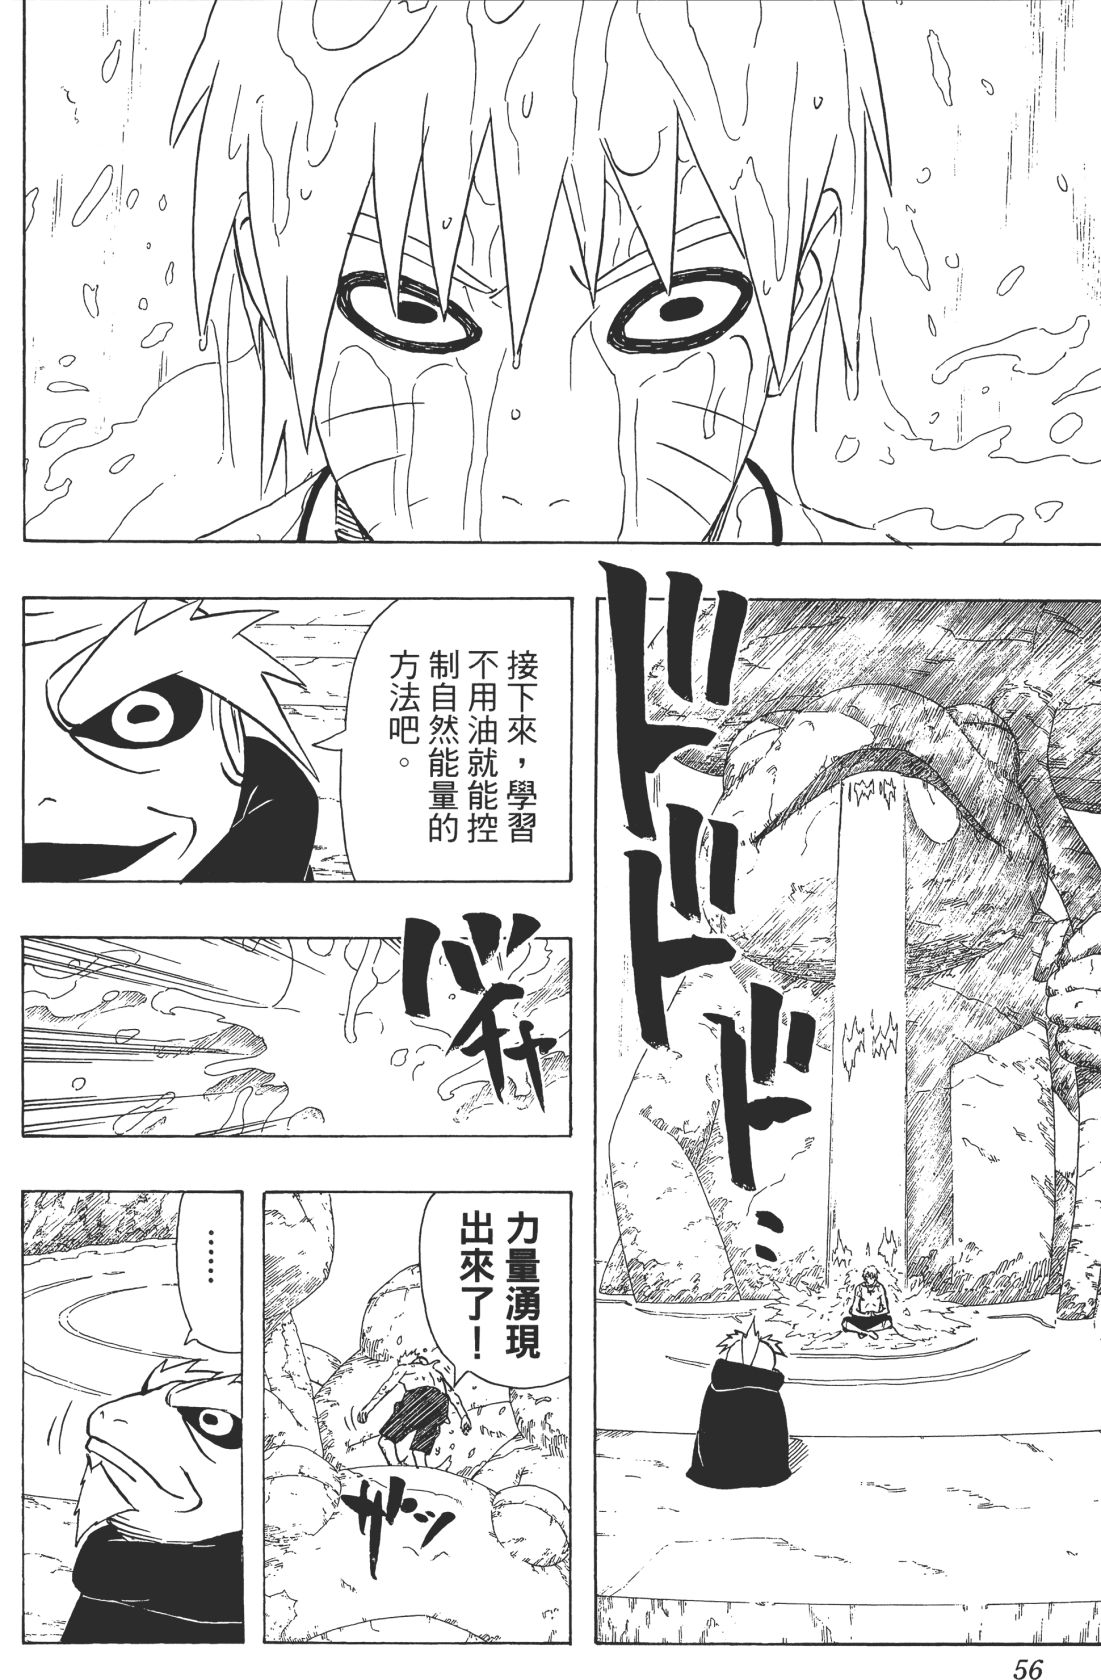 ドドドド…
接下來，學習
不用油就能控
制自然能量的
方法吧。
バチャ
力量湧現
出來了！
ザッ
……
56